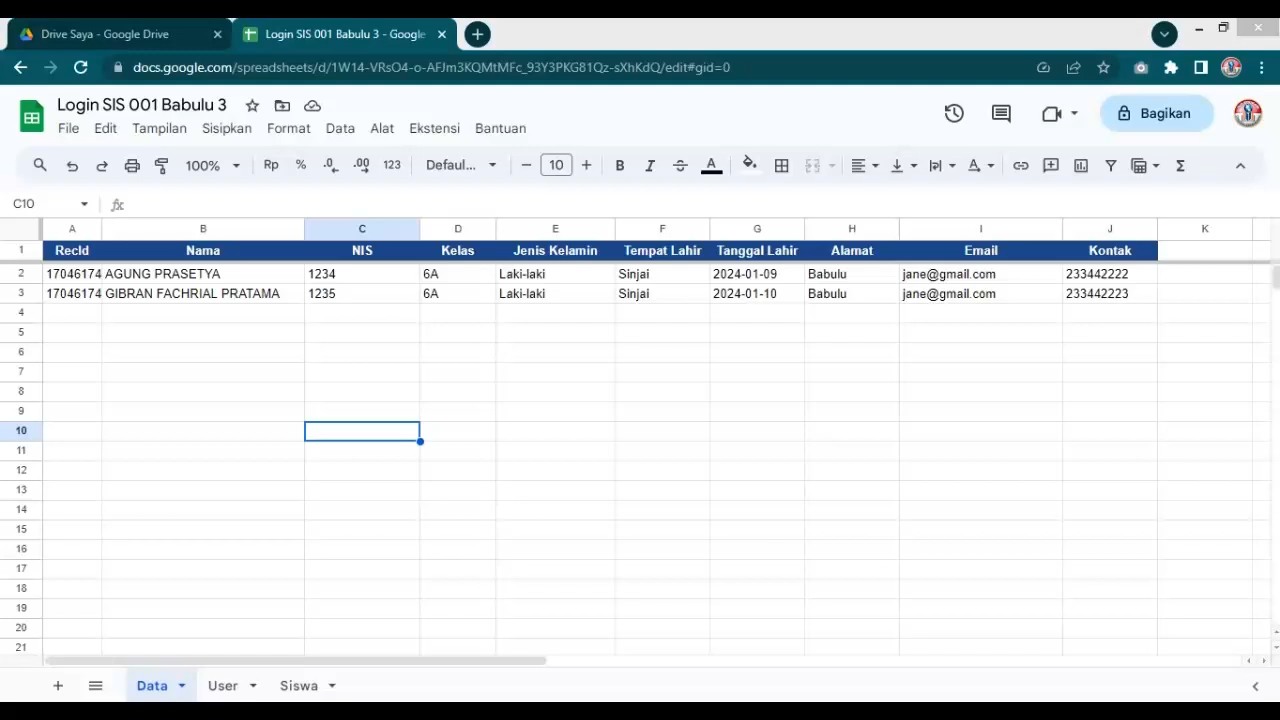 Drive Saya - Google Drive
Login SIS 001 Babulu 3 - Google
docs.google.com/spreadsheets/d/1W14-VRsO4-o-AFJm3KQMtMFc_93Y3PKG81Qz-sXhKdQ/edit#gid=0
Login SIS 001 Babulu 3
File Edit Tampilan Sisipkan Format Data Alat Ekstensi Bantuan
Bagikan
100% Rp % .0 .00 123 Defaul... 10 B I A
C10 fx
A B C D E F G H I J K
1 RecId Nama NIS Kelas Jenis Kelamin Tempat Lahir Tanggal Lahir Alamat Email Kontak
2 17046174 AGUNG PRASETYA 1234 6A Laki-laki Sinjai 2024-01-09 Babulu jane@gmail.com 233442222
3 17046174 GIBRAN FACHRIAL PRATAMA 1235 6A Laki-laki Sinjai 2024-01-10 Babulu jane@gmail.com 233442223
4
5
6
7
8
9
10
11
12
13
14
15
16
17
18
19
20
21
Data User Siswa